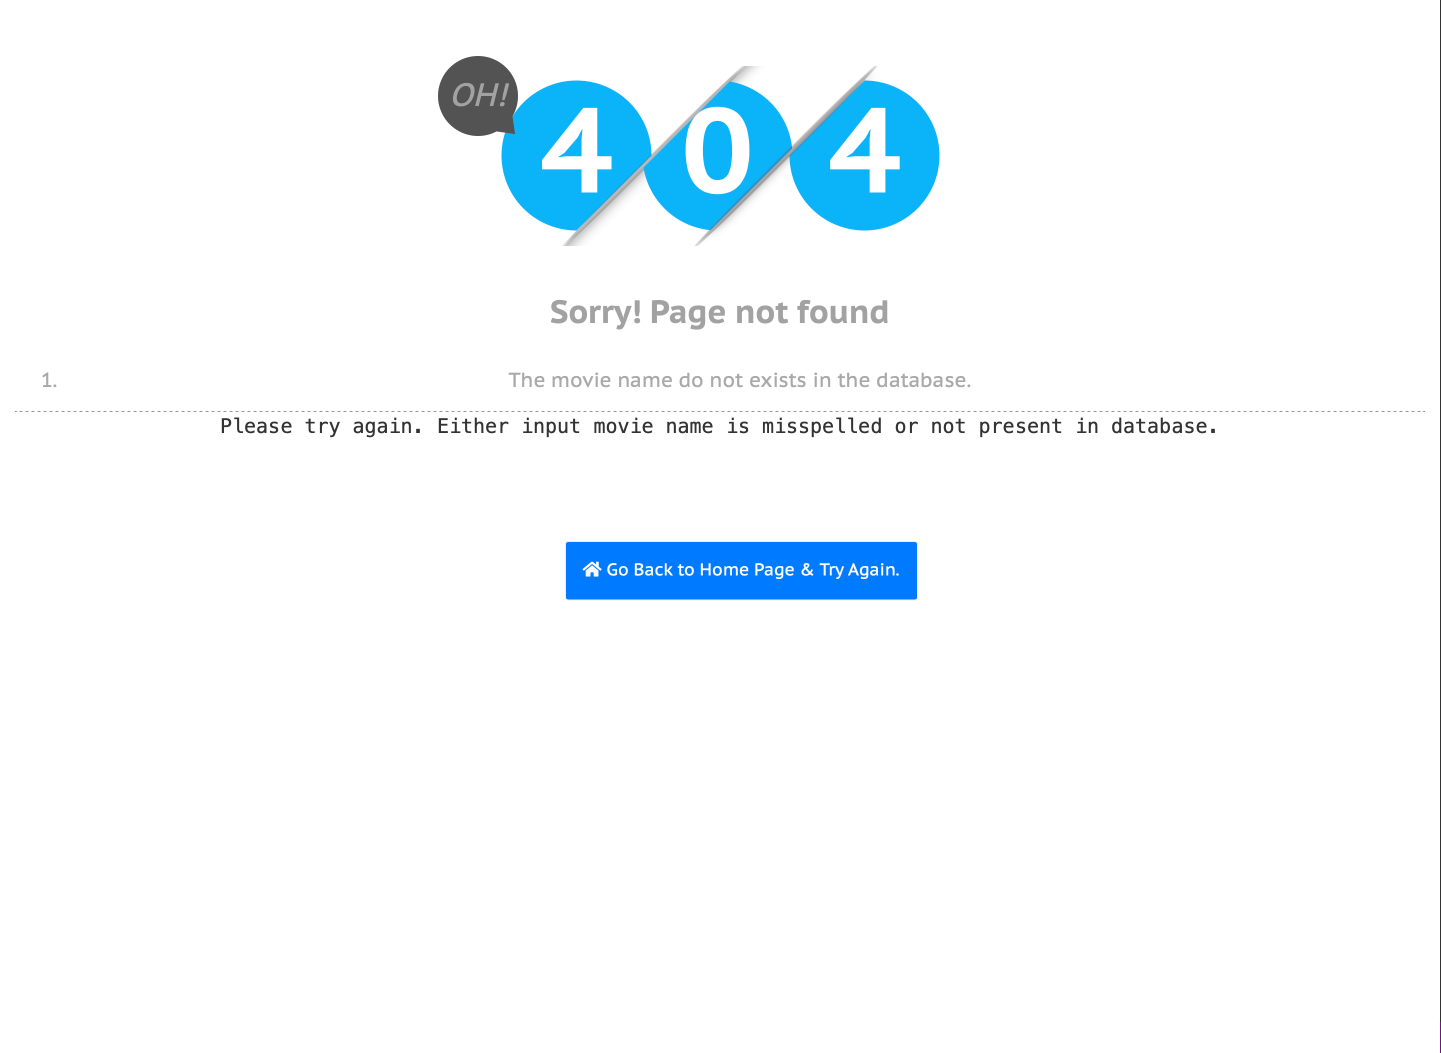 OH!
404
Sorry! Page not found
1. The movie name do not exists in the database.
Please try again. Either input movie name is misspelled or not present in database.
Go Back to Home Page & Try Again.